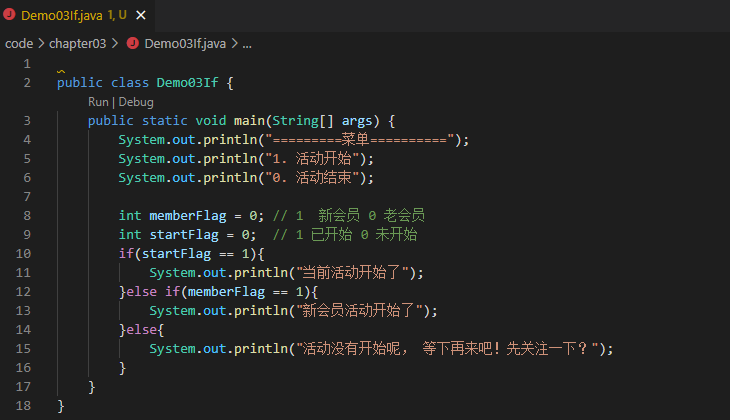 Demo03If.java 1, U
code > chapter03 > Demo03If.java > ...
1
2 public class Demo03If {
Run | Debug
3 public static void main(String[] args) {
4 System.out.println("=========菜单==========");
5 System.out.println("1. 活动开始");
6 System.out.println("0. 活动结束");
7
8 int memberFlag = 0; // 1  新会员 0 老会员
9 int startFlag = 0;  // 1 已开始 0 未开始
10 if(startFlag == 1){
11 System.out.println("当前活动开始了");
12 }else if(memberFlag == 1){
13 System.out.println("新会员活动开始了");
14 }else{
15 System.out.println("活动没有开始呢， 等下再来吧！先关注一下？");
16 }
17 }
18 }